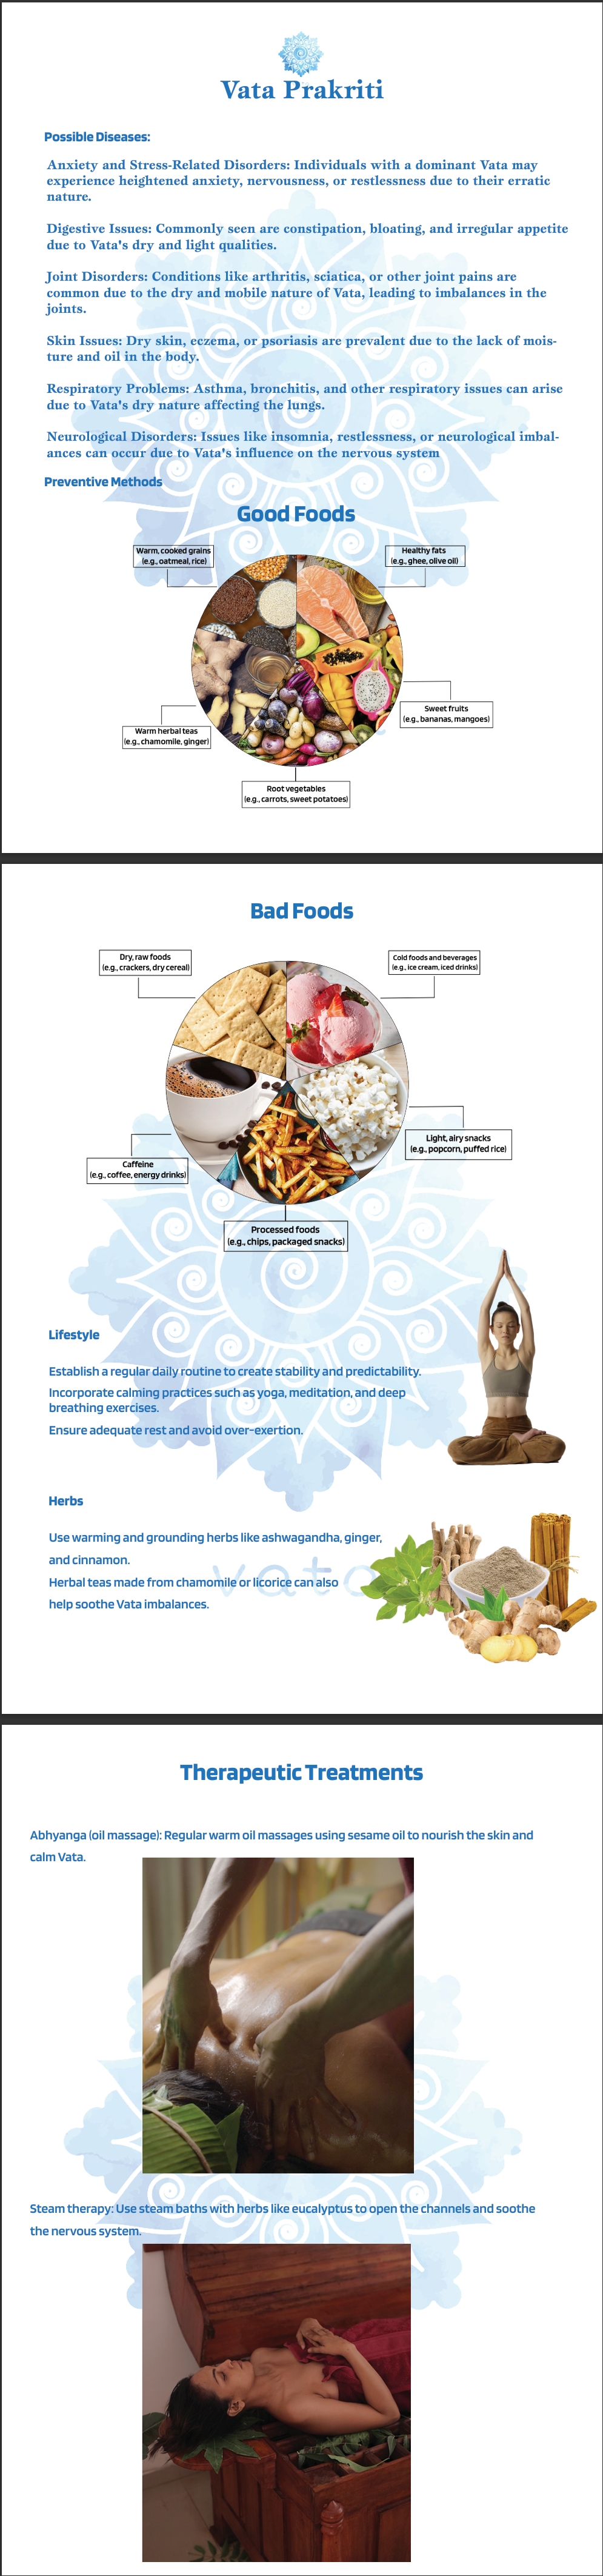 Vata Prakriti
Possible Diseases:
Anxiety and Stress-Related Disorders: Individuals with a dominant Vata may
experience heightened anxiety, nervousness, or restlessness due to their erratic
nature.
Digestive Issues: Commonly seen are constipation, bloating, and irregular appetite
due to Vata's dry and light qualities.
Joint Disorders: Conditions like arthritis, sciatica, or other joint pains are
common due to the dry and mobile nature of Vata, leading to imbalances in the
joints.
Skin Issues: Dry skin, eczema, or psoriasis are prevalent due to the lack of mois-
ture and oil in the body.
Respiratory Problems: Asthma, bronchitis, and other respiratory issues can arise
due to Vata's dry nature affecting the lungs.
Neurological Disorders: Issues like insomnia, restlessness, or neurological imbal-
ances can occur due to Vata's influence on the nervous system
Preventive Methods
Good Foods
Warm, cooked grains
(e.g., oatmeal, rice)
Healthy fats
(e.g., ghee, olive oil)
Sweet fruits
(e.g., bananas, mangoes)
Warm herbal teas
(e.g., chamomile, ginger)
Root vegetables
(e.g., carrots, sweet potatoes)
Bad Foods
Dry, raw foods
(e.g., crackers, dry cereal)
Cold foods and beverages
(e.g., ice cream, iced drinks)
Light, airy snacks
(e.g., popcorn, puffed rice)
Caffeine
(e.g., coffee, energy drinks)
Processed foods
(e.g., chips, packaged snacks)
Lifestyle
Establish a regular daily routine to create stability and predictability.
Incorporate calming practices such as yoga, meditation, and deep
breathing exercises.
Ensure adequate rest and avoid over-exertion.
Herbs
Use warming and grounding herbs like ashwagandha, ginger,
and cinnamon.
Herbal teas made from chamomile or licorice can also
help soothe Vata imbalances.
vata
Therapeutic Treatments
Abhyanga (oil massage): Regular warm oil massages using sesame oil to nourish the skin and
calm Vata.
Steam therapy: Use steam baths with herbs like eucalyptus to open the channels and soothe
the nervous system.